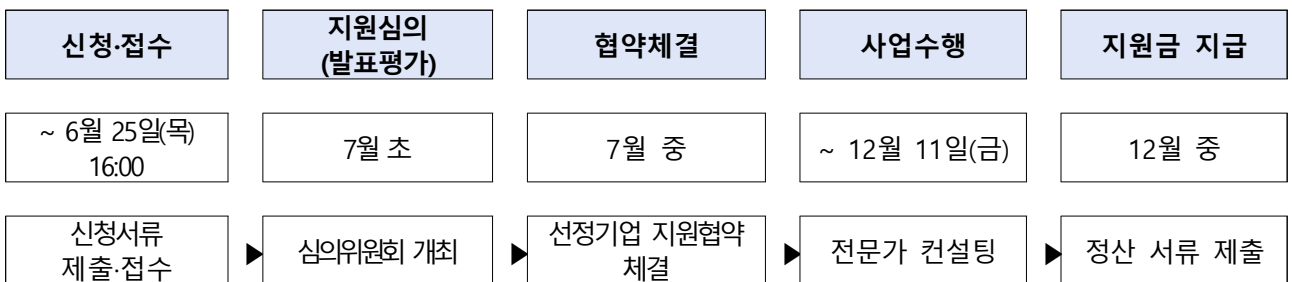 신청·접수
지원심의
(발표평가)
협약체결
사업수행
지원금 지급
~ 6월 25일(목)
16:00
7월 초
7월 중
~ 12월 11일(금)
12월 중
신청서류
제출·접수
▶
심의위원회 개최
▶
선정기업 지원협약
체결
▶
전문가 컨설팅
▶
정산 서류 제출